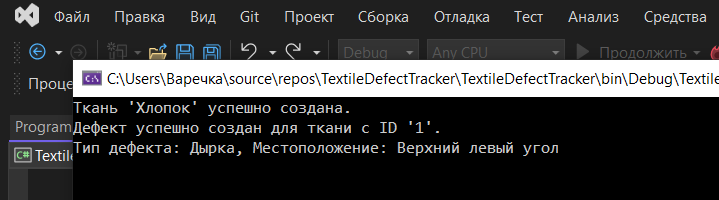 Файл Правка Вид Git Проект Сборка Отладка Тест Анализ Средства
Debug Any CPU Продолжить
Проце
C:\Users\Варечка\source\repos\TextileDefectTracker\TextileDefectTracker\bin\Debug\Textile
Ткань 'Хлопок' успешно создана.
Program
Дефект успешно создан для ткани с ID '1'.
C# Textil
Тип дефекта: Дырка, Местоположение: Верхний левый угол